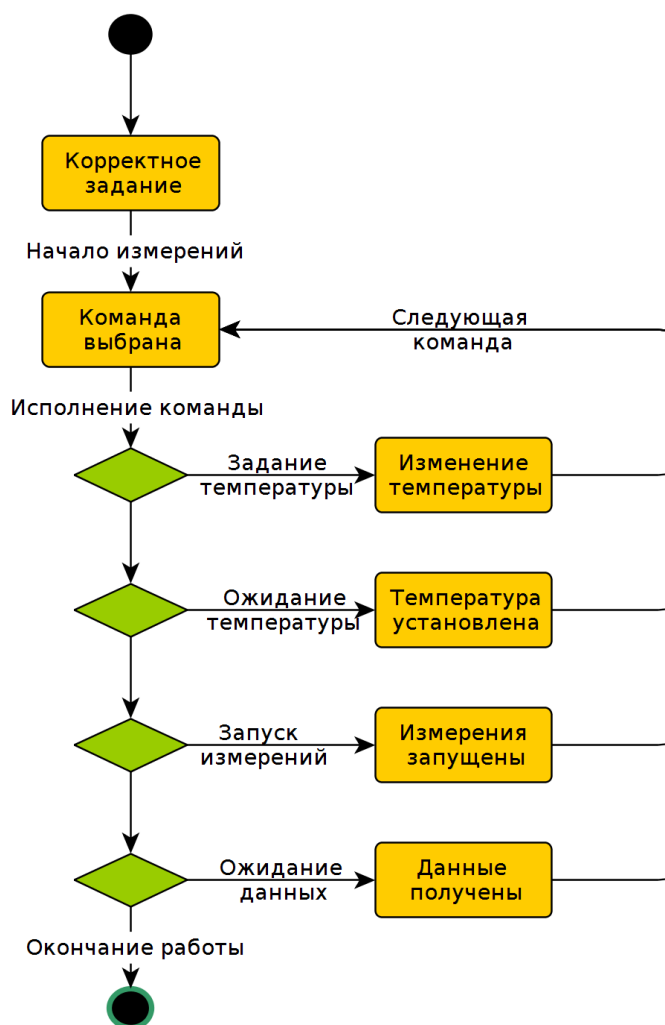 Корректное
задание
Начало измерений
Команда
выбрана
Следующая
команда
Исполнение команды
Задание
температуры
Изменение
температуры
Ожидание
температуры
Температура
установлена
Запуск
измерений
Измерения
запущены
Ожидание
данных
Данные
получены
Окончание работы